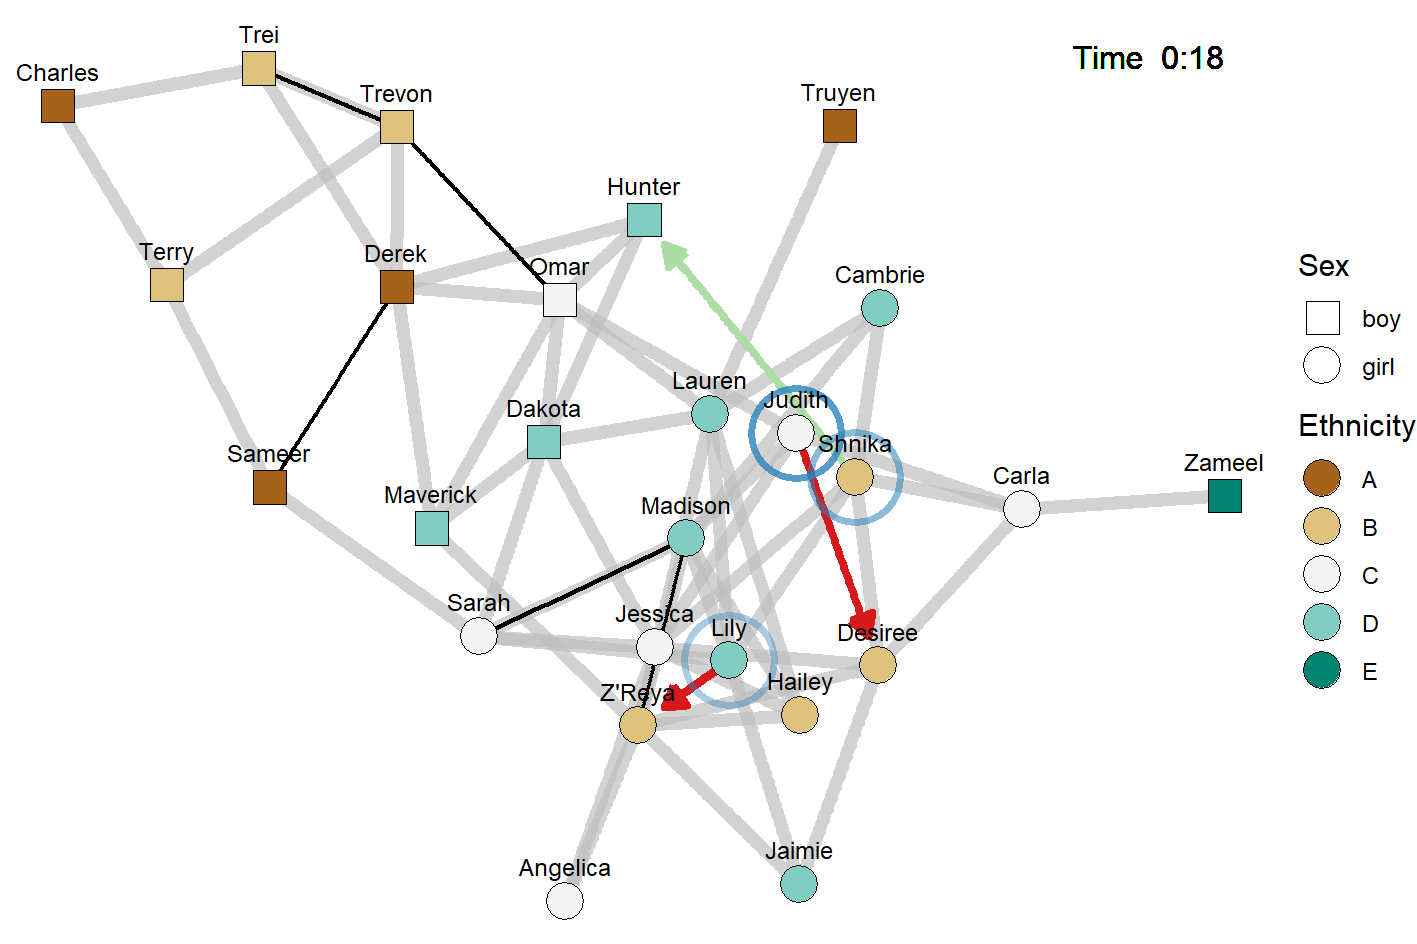 Trei
Time 0:18
Charles
Trevon
Truyen
Hunter
Terry
Derek
Omar
Cambrie
Sex
boy
girl
Lauren
Judith
Dakota
Shnika
Ethnicity
Sameer
Maverick
Madison
Carla
Zameel
A
B
C
D
E
Sarah
Jessica
Lily
Desiree
Z'Reya
Hailey
Angelica
Jaimie